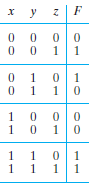 x y z F
0 0 0 0
0 0 1 1
0 1 0 1
0 1 1 0
1 0 0 0
1 0 1 0
1 1 0 1
1 1 1 1